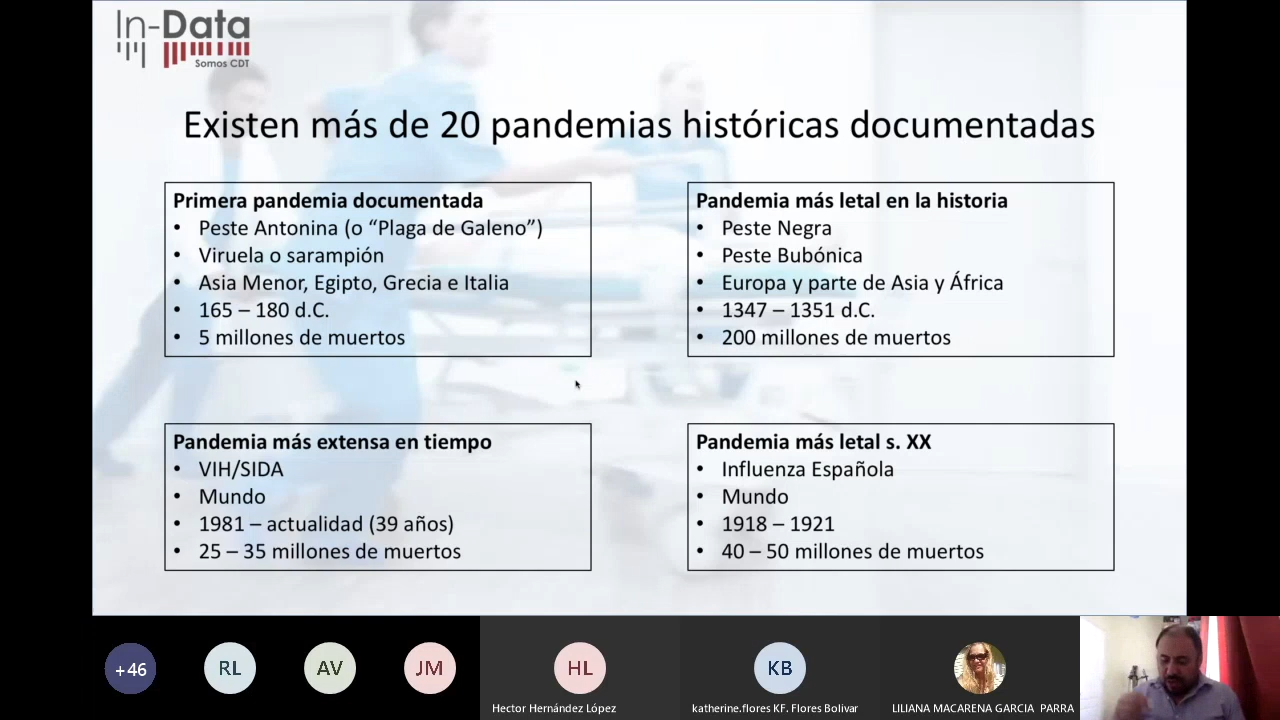 In-Data
Somos CDT
Existen más de 20 pandemias históricas documentadas
Primera pandemia documentada
• Peste Antonina (o “Plaga de Galeno”)
• Viruela o sarampión
• Asia Menor, Egipto, Grecia e Italia
• 165 – 180 d.C.
• 5 millones de muertos
Pandemia más letal en la historia
• Peste Negra
• Peste Bubónica
• Europa y parte de Asia y África
• 1347 – 1351 d.C.
• 200 millones de muertos
Pandemia más extensa en tiempo
• VIH/SIDA
• Mundo
• 1981 – actualidad (39 años)
• 25 – 35 millones de muertos
Pandemia más letal s. XX
• Influenza Española
• Mundo
• 1918 – 1921
• 40 – 50 millones de muertos
+46
RL
AV
JM
HL
KB
Hector Hernández López
katherine.flores KF. Flores Bolivar
LILIANA MACARENA GARCIA PARRA